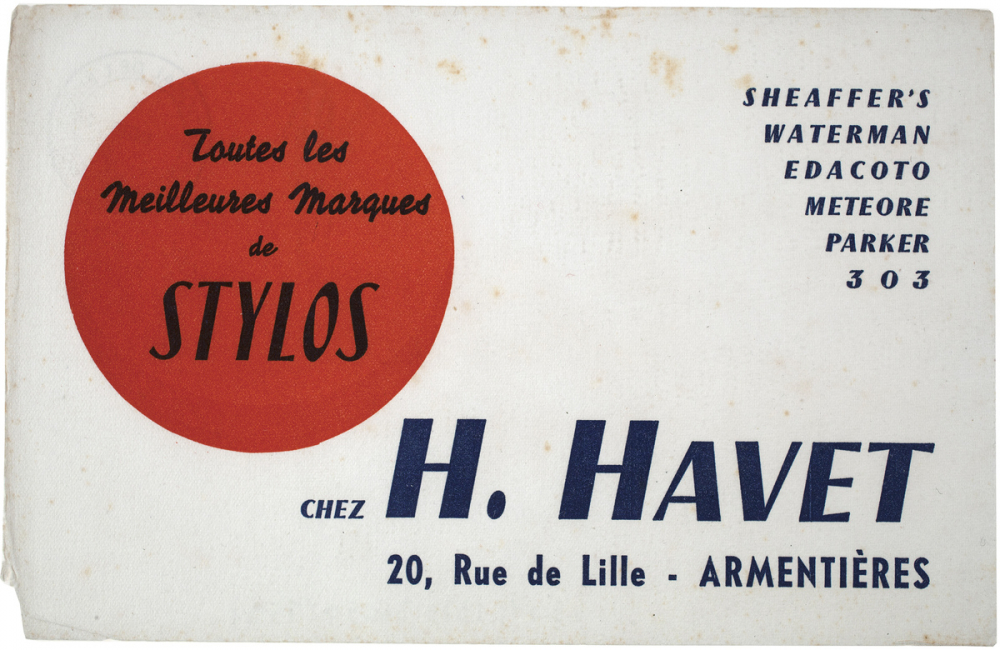 Toutes les
Meilleures Marques
de
STYLOS
SHEAFFER'S
WATERMAN
EDACOTO
METEORE
PARKER
303
CHEZ H. HAVET
20, Rue de Lille - ARMENTIÈRES